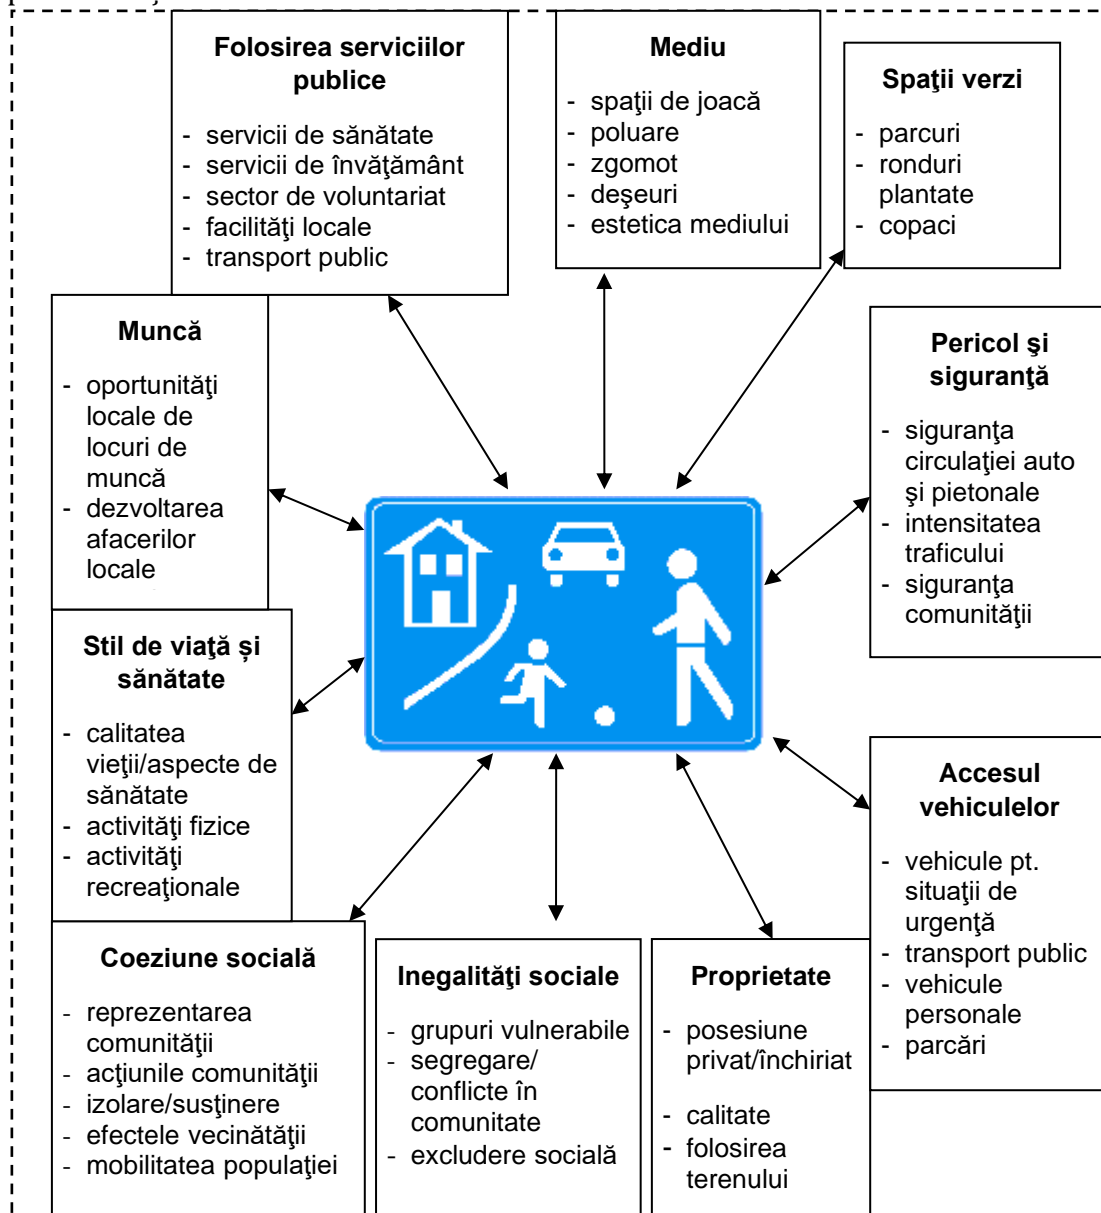 Folosirea serviciilor
publice
- servicii de sănătate
- servicii de învăţământ
- sector de voluntariat
- facilităţi locale
- transport public
Mediu
- spaţii de joacă
- poluare
- zgomot
- deşeuri
- estetica mediului
Spaţii verzi
- parcuri
- ronduri
plantate
- copaci
Muncă
- oportunităţi
locale de
locuri de
muncă
- dezvoltarea
afacerilor
locale
Pericol şi
siguranţă
- siguranţa
circulaţiei auto
şi pietonale
- intensitatea
traficului
- siguranţa
comunităţii
Stil de viaţă și
sănătate
- calitatea
vieţii/aspecte de
sănătate
- activităţi fizice
- activităţi
recreaţionale
Accesul
vehiculelor
- vehicule pt.
situaţii de
urgenţă
- transport public
- vehicule
personale
- parcări
Coeziune socială
- reprezentarea
comunităţii
- acţiunile comunităţii
- izolare/susţinere
- efectele vecinătăţii
- mobilitatea populaţiei
Inegalităţi sociale
- grupuri vulnerabile
- segregare/
conflicte în
comunitate
- excludere socială
Proprietate
- posesiune
privat/închiriat
- calitate
- folosirea
terenului